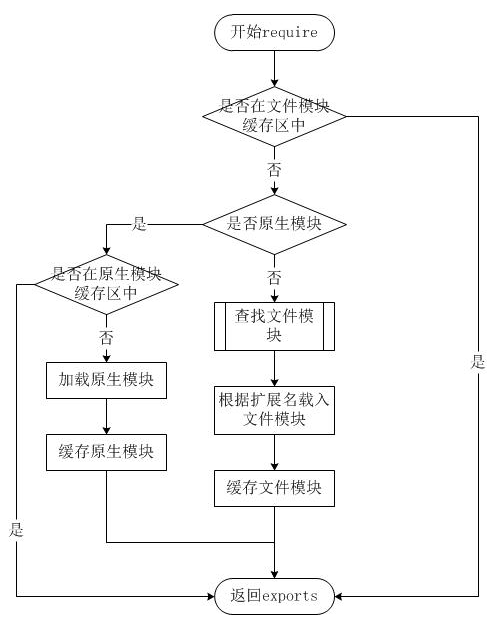 开始require
是否在文件模块
缓存区中
否
是
是否原生模块
是否在原生模块
缓存区中
否
查找文件模
块
否
是
加载原生模块
根据扩展名载入
文件模块
缓存原生模块
缓存文件模块
是
返回exports